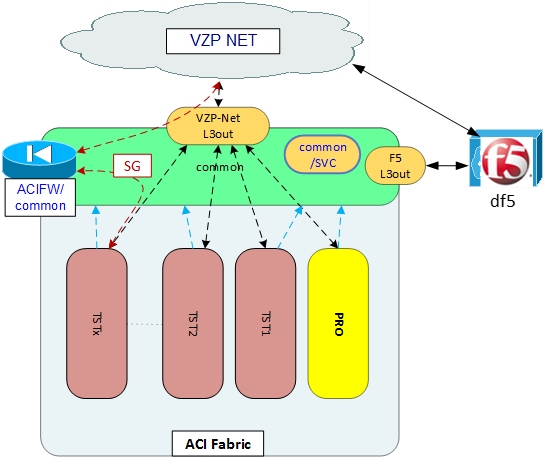 VZP NET
VZP-Net
L3out
common
/SVC
F5
L3out
SG
common
ACIFW/
common
f5
df5
TSTx
TST2
TST1
PRO
ACI Fabric